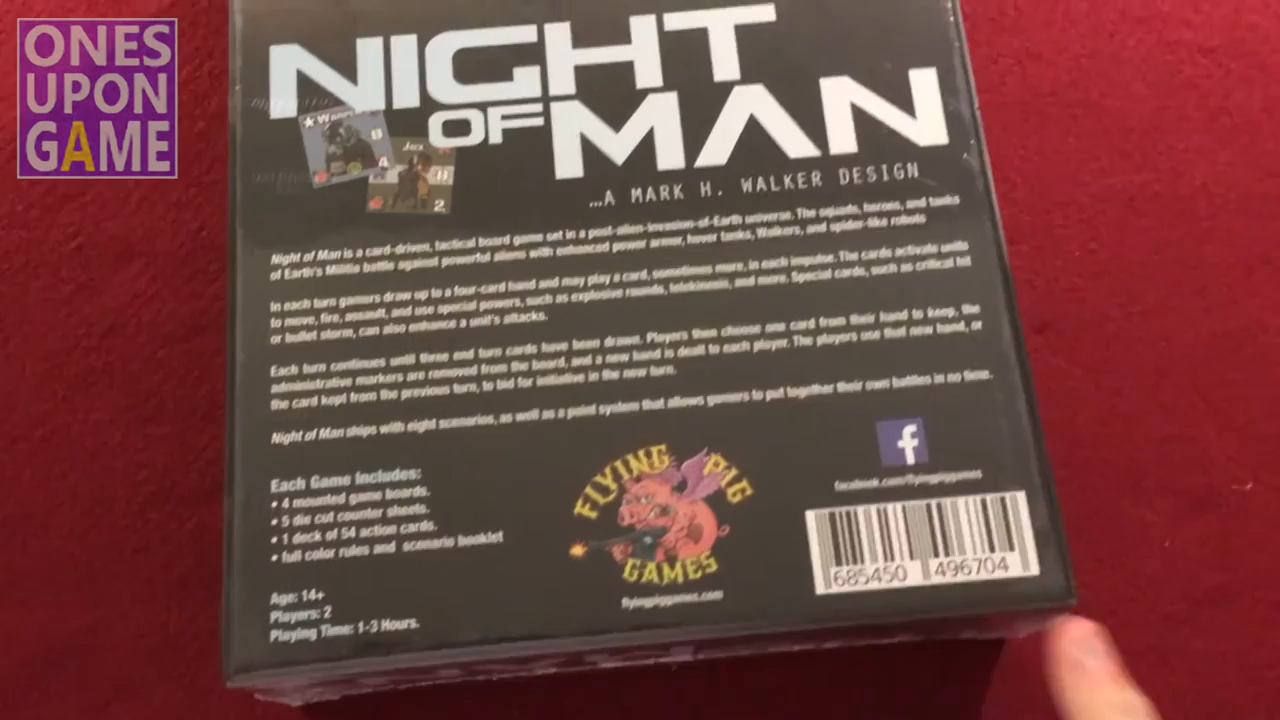 ONES
UPON
GAME
NIGHT
OF MAN
Jack
8
4
2
...A MARK H. WALKER DESIGN
Night of Man is a card-driven, tactical board game set in a post-alien-invasion-of-Earth universe. The squads, heroes, and tanks
of Earth's Militia battle against powerful aliens with enhanced power armor, hover tanks, Walkers, and spider-like robots
In each turn gamers draw up to a four-card hand and may play a card, sometimes more, in each impulse. The cards activate units
to move, fire, assault, and use special powers, such as explosive rounds, telekinesis, and more. Special cards, such as critical hit
or bullet storm, can also enhance a unit's attacks.
Each turn continues until three end turn cards have been drawn. Players then choose one card from their hand to keep, the
administrative markers are removed from the board, and a new hand is dealt to each player. The players use that new hand, or
the card kept from the previous turn, to bid for initiative in the new turn.
Night of Man ships with eight scenarios, as well as a point system that allows gamers to put together their own battles in no time.
Each Game Includes:
• 4 mounted game boards.
• 5 die cut counter sheets.
• 1 deck of 54 action cards.
• full color rules and scenario booklet
Age: 14+
Players: 2
Playing Time: 1-3 Hours.
FLYING PIG
GAMES
flyingpiggames.com
f
facebook.com/flyingpiggames
685450 496704